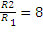 R2/R1 = 8